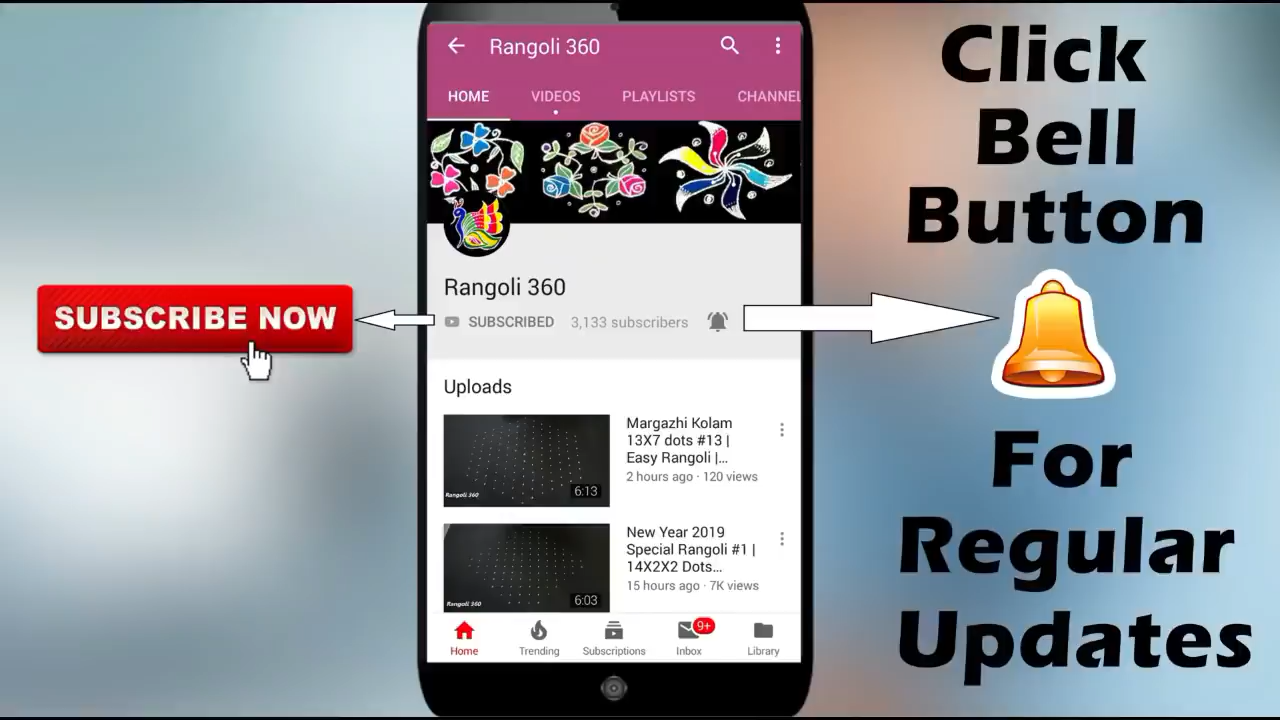 Rangoli 360
HOME VIDEOS PLAYLISTS CHANNEL
Rangoli 360
SUBSCRIBED 3,133 subscribers
Uploads
Margazhi Kolam
13X7 dots #13 |
Easy Rangoli |...
2 hours ago · 120 views
6:13
Rangoli 360
New Year 2019
Special Rangoli #1 |
14X2X2 Dots...
15 hours ago · 7K views
6:03
Rangoli 360
Home Trending Subscriptions Inbox Library
9+
SUBSCRIBE NOW
Click
Bell
Button
For
Regular
Updates